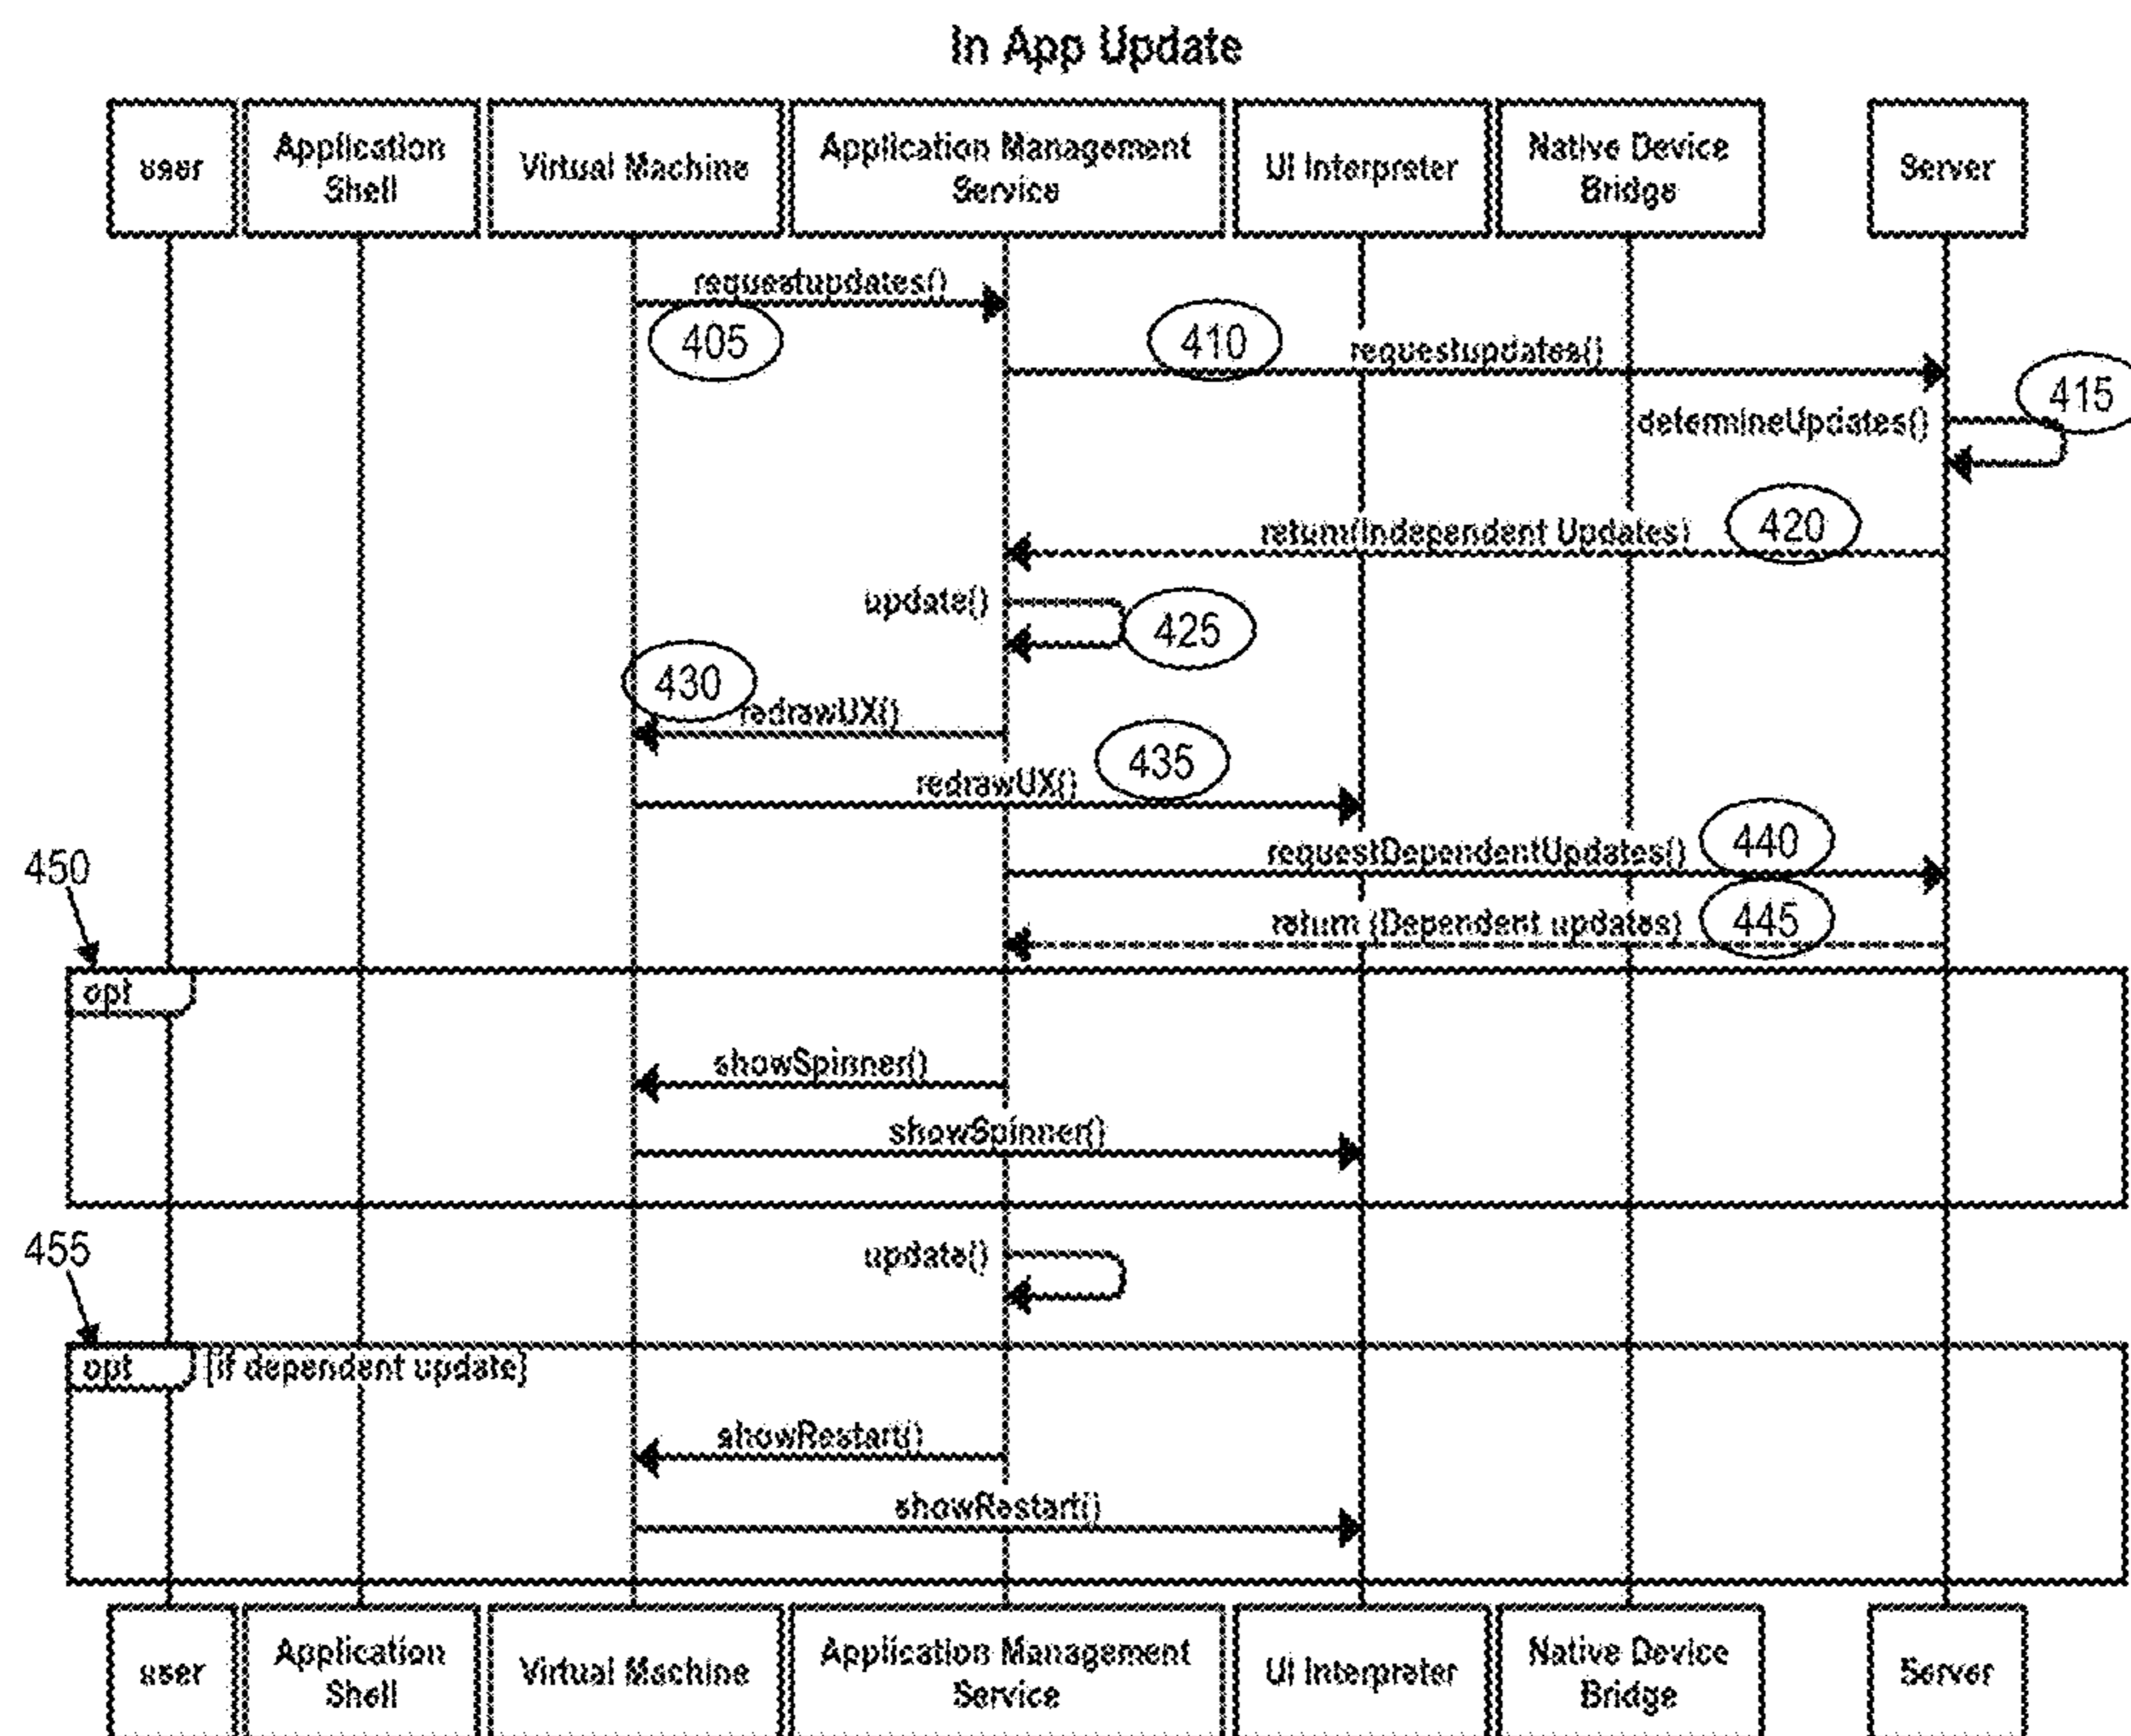 In App Update
user
Application
Shell
Virtual Machine
Application Management
Service
UI Interpreter
Native Device
Bridge
Server
requestupdates()
405
410
requestupdates()
415
determineUpdates()
return(Independent Updates)
420
update()
425
430
redrawUX()
435
redrawUX()
requestDependentUpdates()
440
return (Dependent updates)
445
450
opt
showSpinner()
showSpinner()
455
update()
opt
[if dependent update]
showRestart()
showRestart()
user
Application
Shell
Virtual Machine
Application Management
Service
UI Interpreter
Native Device
Bridge
Server